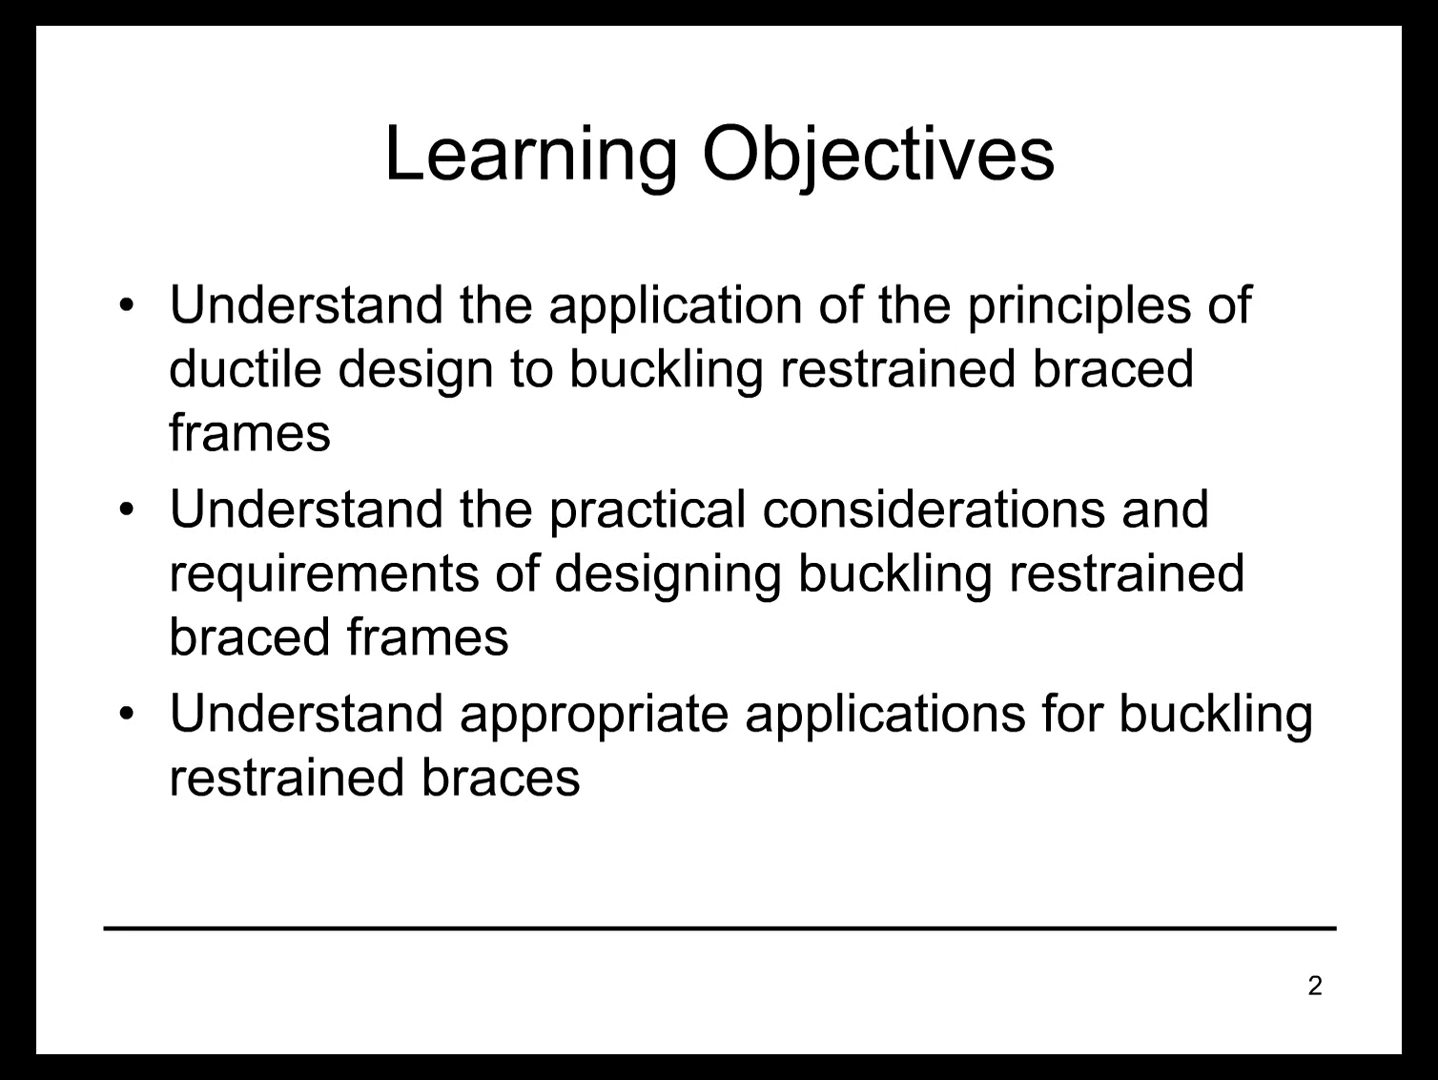 Learning Objectives
• Understand the application of the principles of
ductile design to buckling restrained braced
frames
• Understand the practical considerations and
requirements of designing buckling restrained
braced frames
• Understand appropriate applications for buckling
restrained braces
2